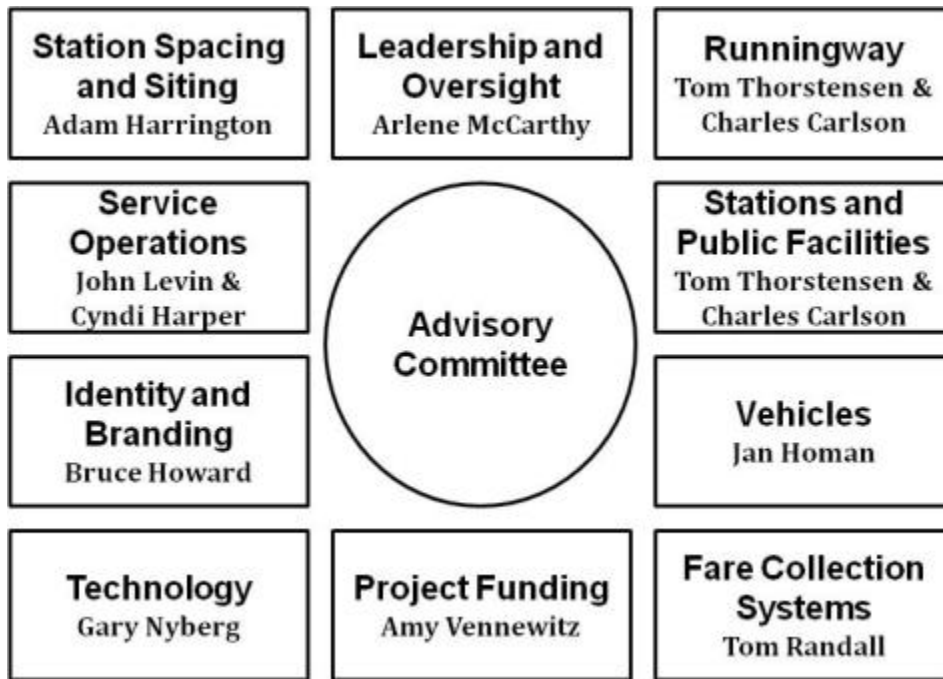 Station Spacing
and Siting
Adam Harrington
Leadership and
Oversight
Arlene McCarthy
Runningway
Tom Thorstensen &
Charles Carlson
Service
Operations
John Levin &
Cyndi Harper
Advisory
Committee
Stations and
Public Facilities
Tom Thorstensen &
Charles Carlson
Identity and
Branding
Bruce Howard
Vehicles
Jan Homan
Technology
Gary Nyberg
Project Funding
Amy Vennewitz
Fare Collection
Systems
Tom Randall